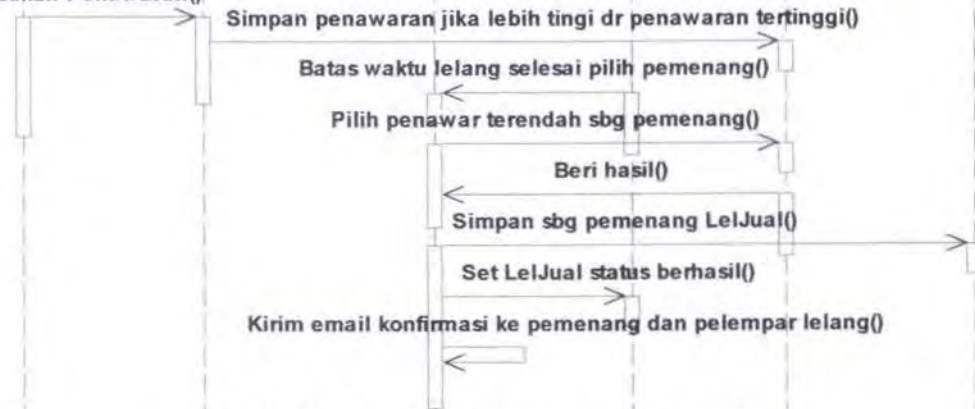 Simpan penawaran jika lebih tingi dr penawaran tertinggi()
Batas waktu lelang selesai pilih pemenang()
Pilih penawar terendah sbg pemenang()
Beri hasil()
Simpan sbg pemenang LelJual()
Set LelJual status berhasil()
Kirim email konfirmasi ke pemenang dan pelempar lelang()